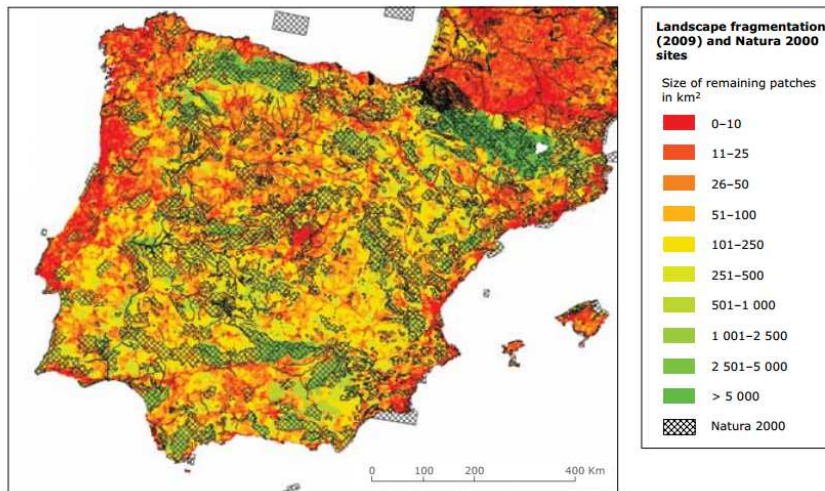 Landscape fragmentation
(2009) and Natura 2000
sites
Size of remaining patches
in km²
0–10
11–25
26–50
51–100
101–250
251–500
501–1 000
1 001–2 500
2 501–5 000
> 5 000
Natura 2000
0 100 200 400 Km